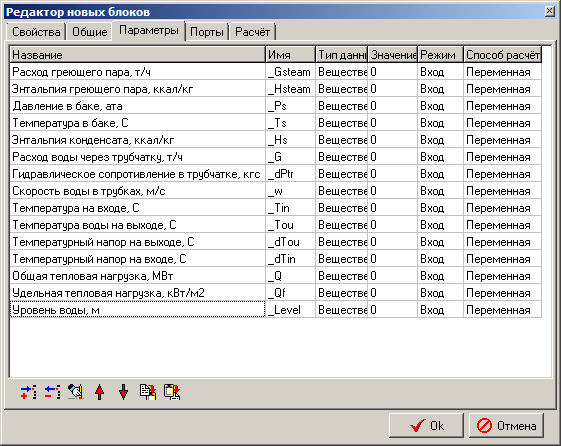 Редактор новых блоков
Свойства Общие Параметры Порты Расчёт
Название Имя Тип данны Значение Режим Способ расчёт
Расход греющего пара, т/ч _Gsteam Веществе 0 Вход Переменная
Энтальпия греющего пара, ккал/кг _Hsteam Веществе 0 Вход Переменная
Давление в баке, ата _Ps Веществе 0 Вход Переменная
Температура в баке, С _Ts Веществе 0 Вход Переменная
Энтальпия конденсата, ккал/кг _Hs Веществе 0 Вход Переменная
Расход воды через трубчатку, т/ч _G Веществе 0 Вход Переменная
Гидравлическое сопротивление в трубчатке, кгс _dPtr Веществе 0 Вход Переменная
Скорость воды в трубках, м/с _w Веществе 0 Вход Переменная
Температура на входе, С _Tin Веществе 0 Вход Переменная
Температура воды на выходе, С _Tou Веществе 0 Вход Переменная
Температурный напор на выходе, С _dTou Веществе 0 Вход Переменная
Температурный напор на входе, С _dTin Веществе 0 Вход Переменная
Общая тепловая нагрузка, МВт _Q Веществе 0 Вход Переменная
Удельная тепловая нагрузка, кВт/м2 _Qf Веществе 0 Вход Переменная
Уровень воды, м _Level Веществе 0 Вход Переменная
Ok Отмена